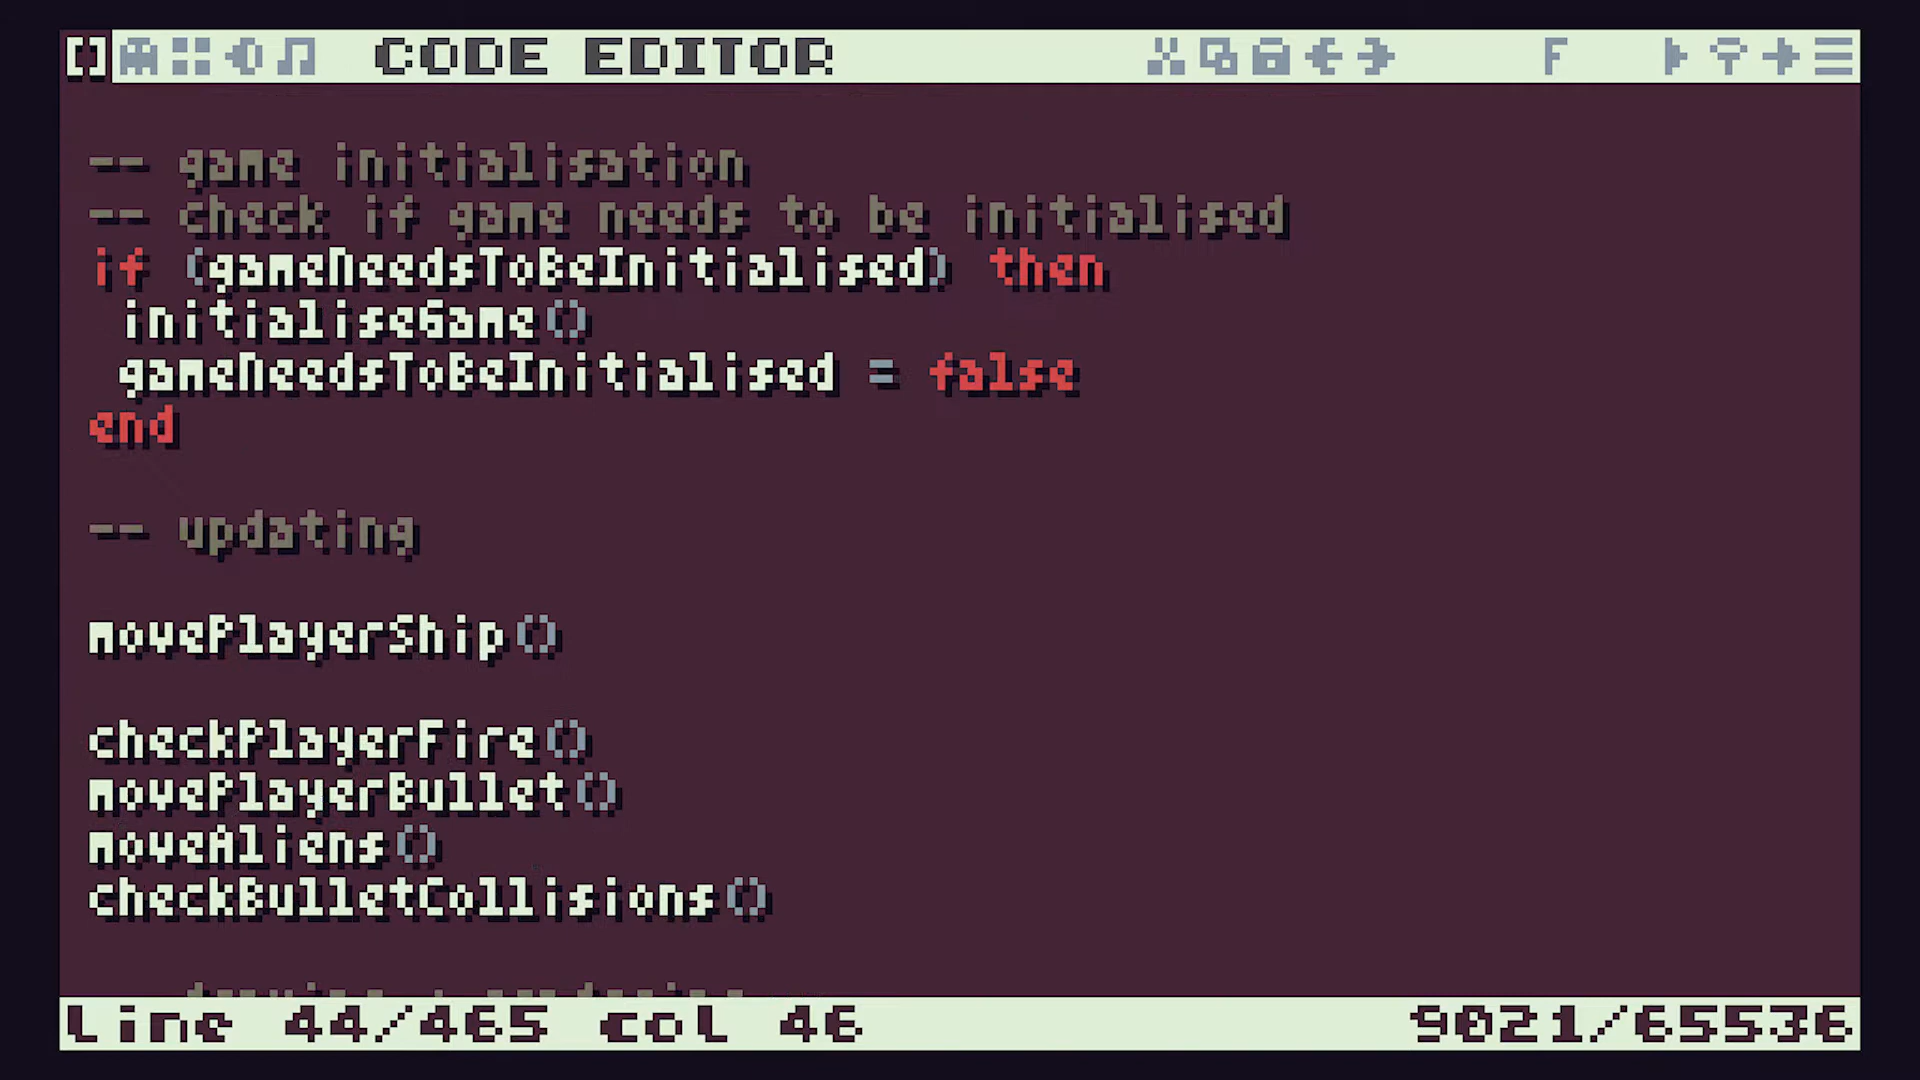 CODE EDITOR F
-- game initialisation
-- check if game needs to be initialised
if (gameNeedsToBeInitialised) then
initialiseGame()
gameNeedsToBeInitialised = false
end
-- updating
movePlayerShip()
checkPlayerFire()
movePlayerBullet()
moveAliens()
checkBulletCollisions()
line 44/465 col 46
9021/65536